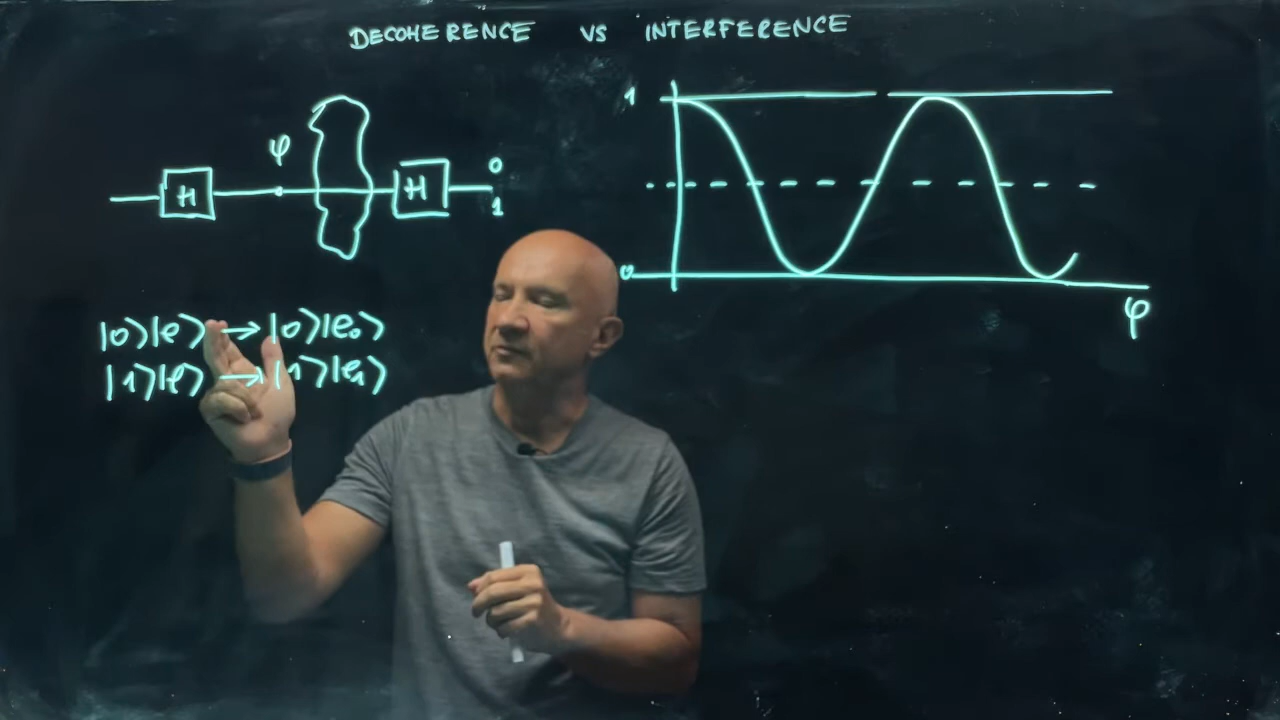 DECOHERENCE VS INTERFERENCE
φ
H
H
0
1
1
0
φ
|0⟩|e⟩ → |0⟩|e₀⟩
|1⟩|e⟩ → |1⟩|e₁⟩